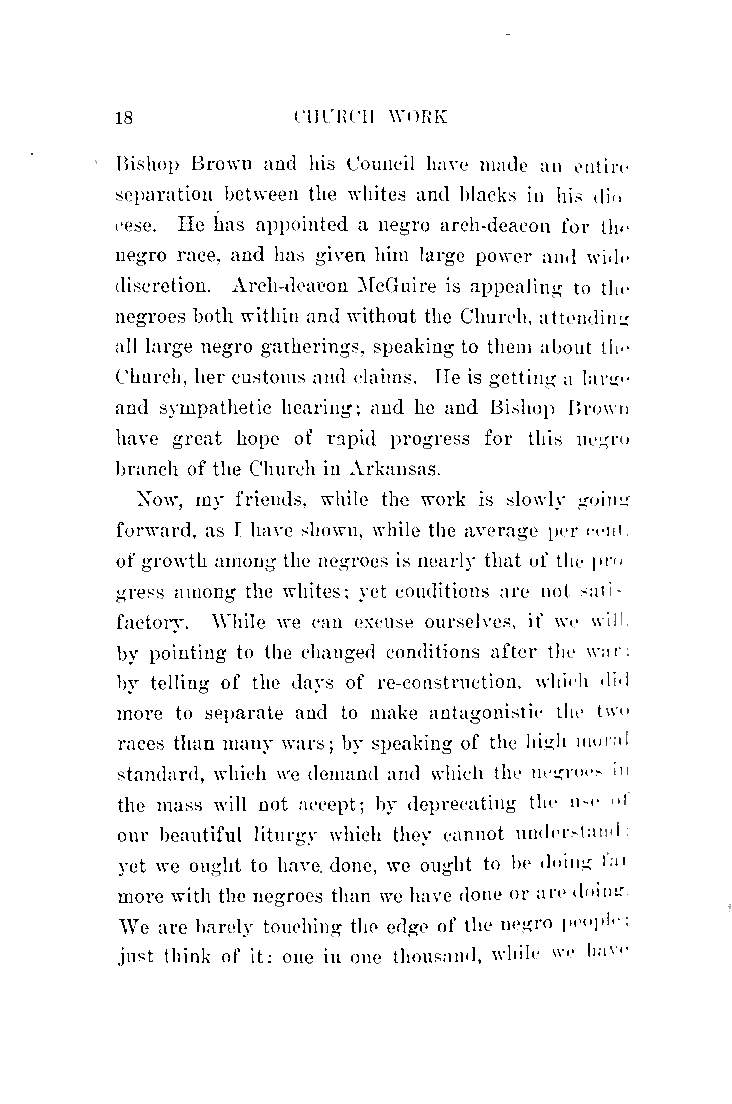 18 CHURCH WORK
Bishop Brown and his Council have made an entire
separation between the whites and blacks in his dio
cese. He has appointed a negro arch-deacon for the
negro race, and has given him large power and wide
discretion. Arch-deacon McGuire is appealing to the
negroes both within and without the Church, attending
all large negro gatherings, speaking to them about the
Church, her customs and claims. He is getting a large
and sympathetic hearing; and he and Bishop Brown
have great hope of rapid progress for this negro
branch of the Church in Arkansas.
Now, my friends, while the work is slowly going
forward, as I have shown, while the average per cent.
of growth among the negroes is nearly that of the pro
gress among the whites; yet conditions are not satis-
factory. While we can excuse ourselves, if we will,
by pointing to the changed conditions after the war;
by telling of the days of re-construction, which did
more to separate and to make antagonistic the two
races than many wars; by speaking of the high moral
standard, which we demand and which the negroes in
the mass will not accept; by deprecating the use of
our beautiful liturgy which they cannot understand;
yet we ought to have. done, we ought to be doing far
more with the negroes than we have done or are doing.
We are barely touching the edge of the negro people;
just think of it: one in one thousand, while we have